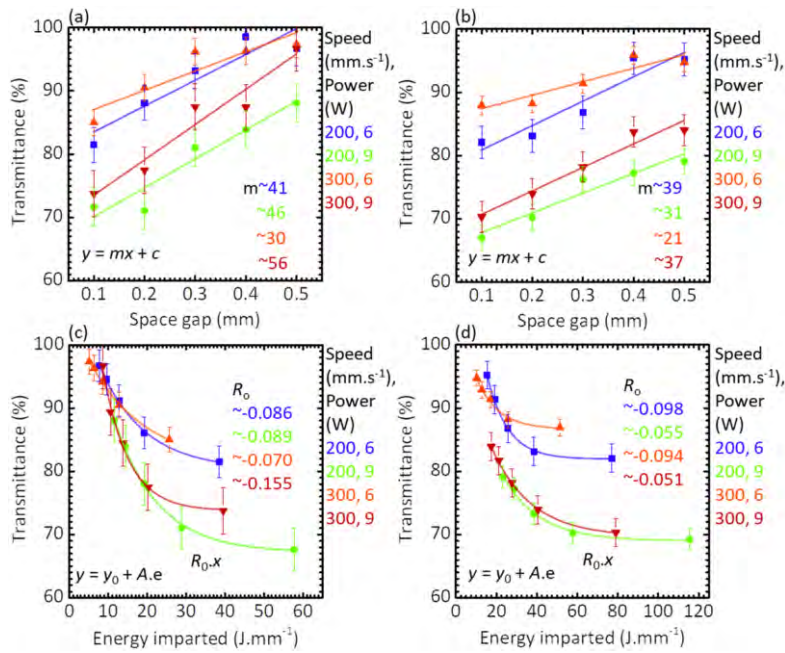 (a)
100
90
80
70
60
Transmittance (%)
m~41
~46
~30
~56
y = mx + c
0.1 0.2 0.3 0.4 0.5
Space gap (mm)
Speed
(mm.s⁻¹),
Power
(W)
200, 6
200, 9
300, 6
300, 9
(b)
100
90
80
70
60
Transmittance (%)
m~39
~31
~21
~37
y = mx + c
0.1 0.2 0.3 0.4 0.5
Space gap (mm)
Speed
(mm.s⁻¹),
Power
(W)
200, 6
200, 9
300, 6
300, 9
(c)
100
90
80
70
60
Transmittance (%)
Rₒ
~-0.086
~-0.089
~-0.070
~-0.155
R₀.x
y = y₀ + A.e
0 10 20 30 40 50 60
Energy imparted (J.mm⁻¹)
Speed
(mm.s⁻¹),
Power
(W)
200, 6
200, 9
300, 6
300, 9
(d)
100
90
80
70
60
Transmittance (%)
Rₒ
~-0.098
~-0.055
~-0.094
~-0.051
R₀.x
y = y₀ + A.e
0 20 40 60 80 100 120
Energy imparted (J.mm⁻¹)
Speed
(mm.s⁻¹),
Power
(W)
200, 6
200, 9
300, 6
300, 9